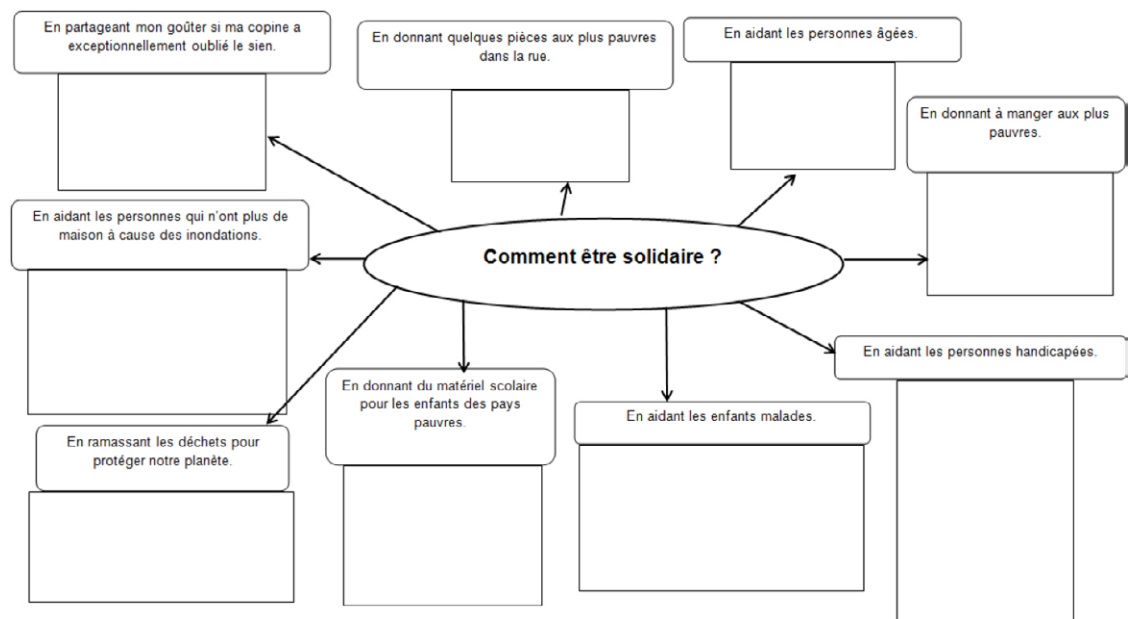 En partageant mon goûter si ma copine a
exceptionnellement oublié le sien.
En donnant quelques pièces aux plus pauvres
dans la rue.
En aidant les personnes âgées.
En donnant à manger aux plus
pauvres.
En aidant les personnes qui n'ont plus de
maison à cause des inondations.
Comment être solidaire ?
En aidant les personnes handicapées.
En donnant du matériel scolaire
pour les enfants des pays
pauvres.
En aidant les enfants malades.
En ramassant les déchets pour
protéger notre planète.